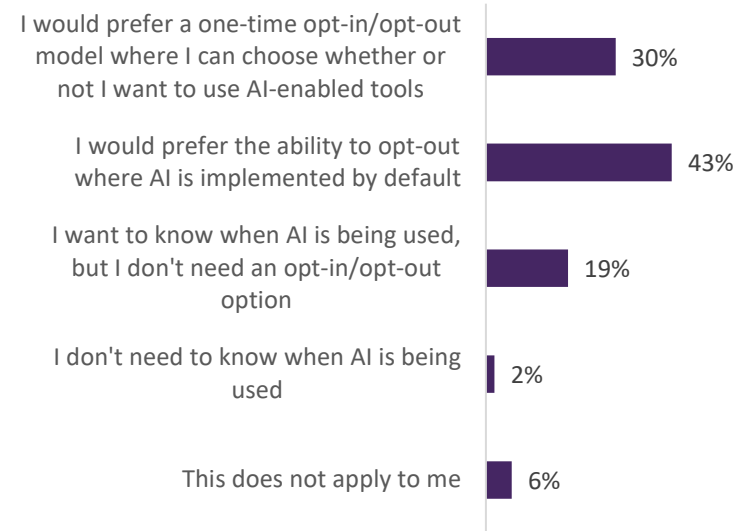 I would prefer a one-time opt-in/opt-out
model where I can choose whether or
not I want to use AI-enabled tools
30%
I would prefer the ability to opt-out
where AI is implemented by default
43%
I want to know when AI is being used,
but I don't need an opt-in/opt-out
option
19%
I don't need to know when AI is being
used
2%
This does not apply to me
6%